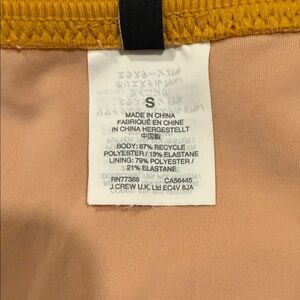 S
MADE IN CHINA
FABRIQUÉ EN CHINE
IN CHINA HERGESTELLT
中国製
BODY: 87% RECYCLE
POLYESTER / 13% ELASTANE
LINING: 79% POLYESTER /
21% ELASTANE
RN77388 CA56445
J.CREW U.K. Ltd EC4V 8JA